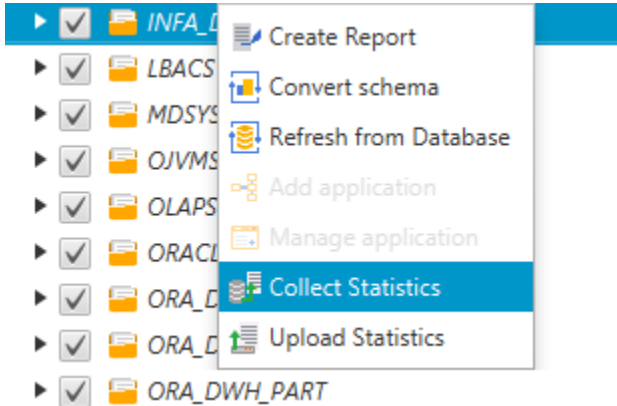 INFA_D
Create Report
LBACS
Convert schema
MDSYS
Refresh from Database
OJVMS
Add application
OLAPS
Manage application
ORACL
Collect Statistics
ORA_D
Upload Statistics
ORA_D
ORA_DWH_PART